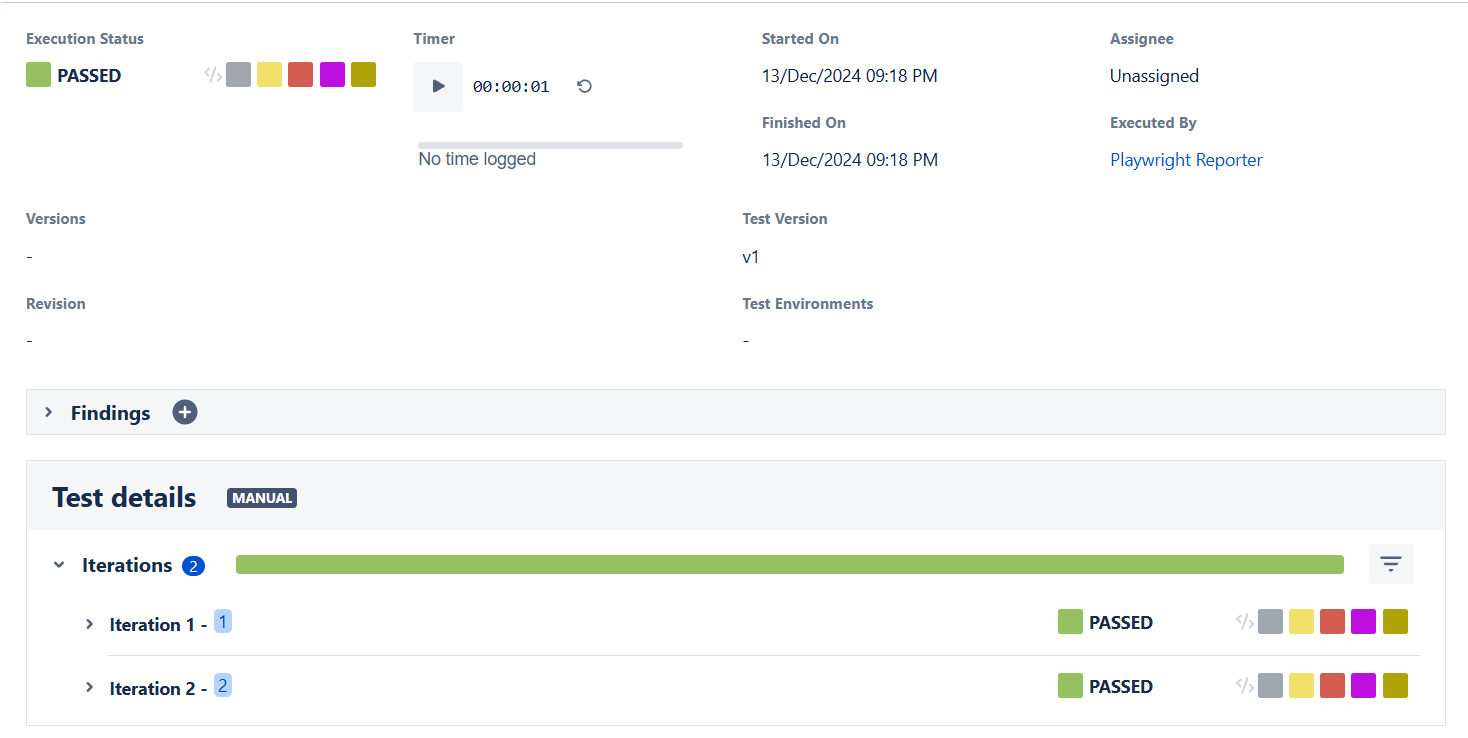 Execution Status
PASSED
Timer
00:00:01
No time logged
Started On
13/Dec/2024 09:18 PM
Finished On
13/Dec/2024 09:18 PM
Assignee
Unassigned
Executed By
Playwright Reporter
Versions
-
Test Version
v1
Revision
-
Test Environments
-
Findings
Test details MANUAL
Iterations 2
Iteration 1 - 1 PASSED
Iteration 2 - 2 PASSED